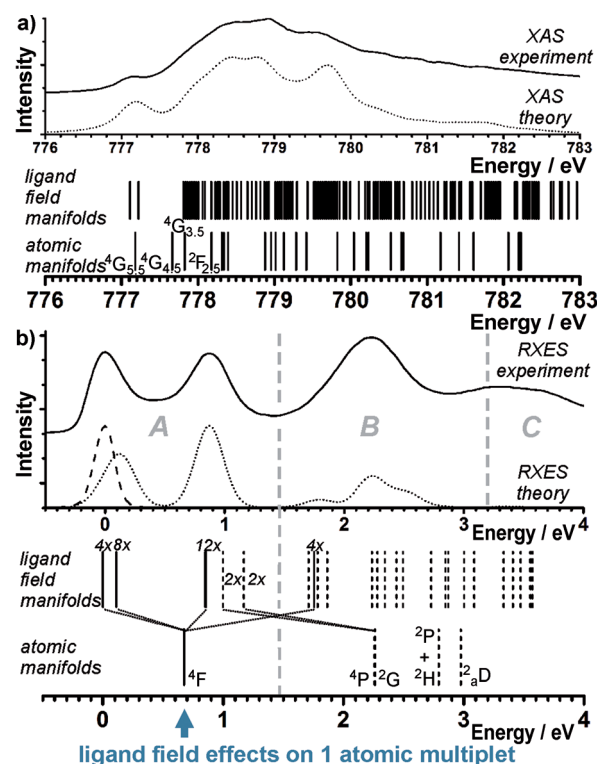 a)
XAS
experiment
Intensity
XAS
theory
776 777 778 779 780 781 782 783
Energy / eV
ligand
field
manifolds
⁴G₃.₅
atomic
manifolds ⁴G₅.₅ ⁴G₄.₅ ²F₂.₅
776 777 778 779 780 781 782 783
Energy / eV
b)
RXES
experiment
Intensity
A B C
RXES
theory
0 1 2 3 4
Energy / eV
4x 8x 12x 4x
ligand
field
manifolds
2x 2x
atomic
manifolds
²P
+
⁴F ⁴P ²G ²H ²ₐD
0 1 2 3 4
Energy / eV
ligand field effects on 1 atomic multiplet